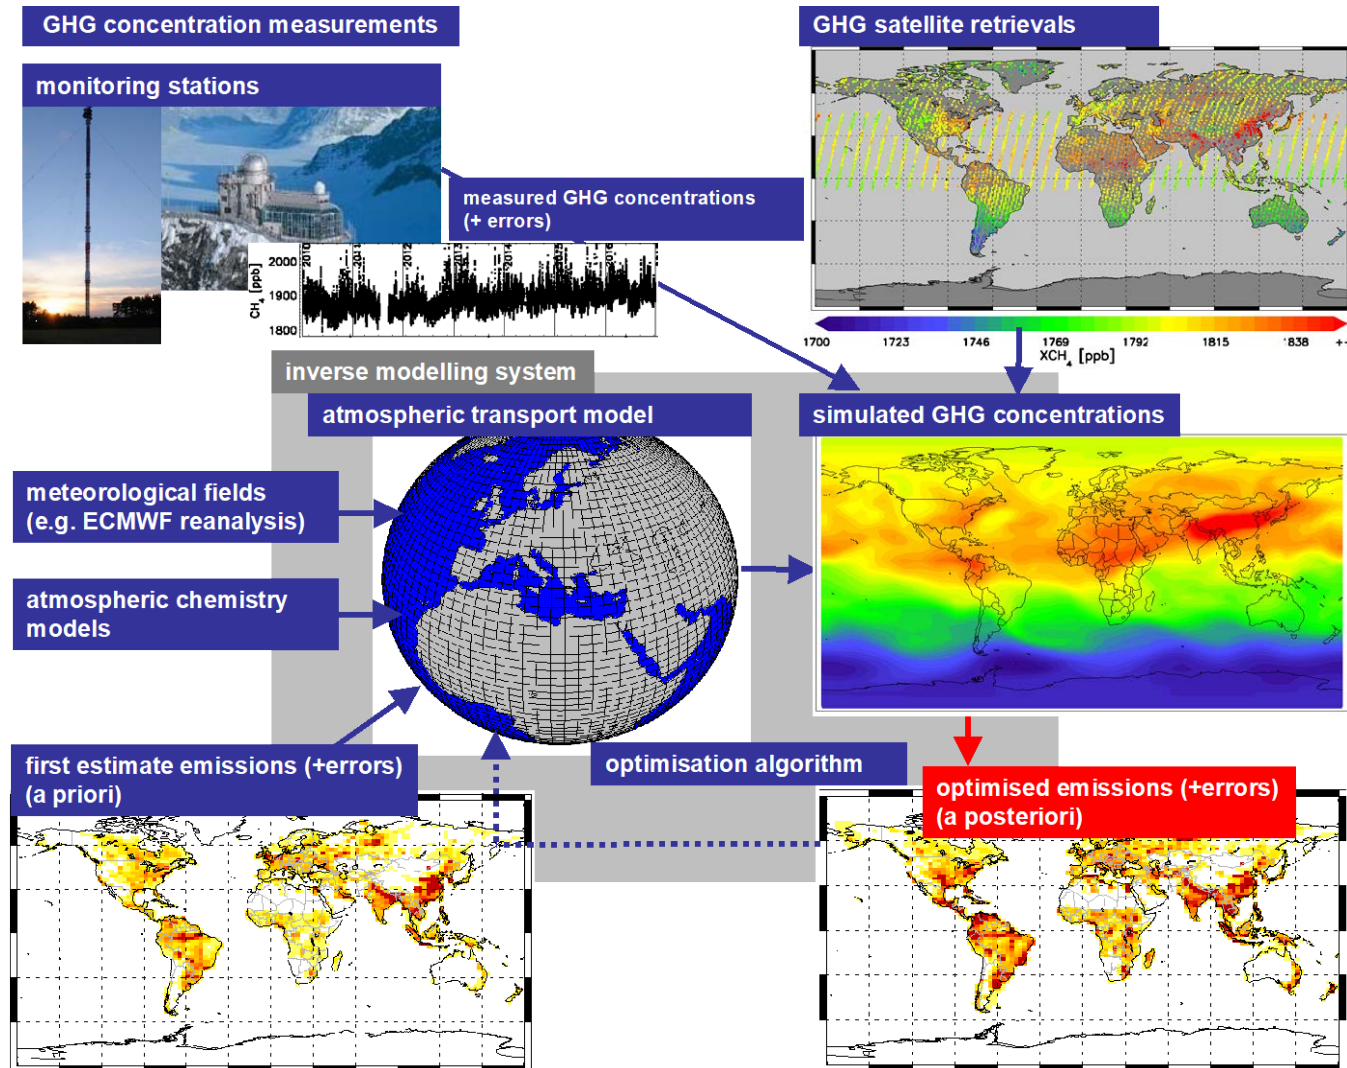 GHG concentration measurements
GHG satellite retrievals
monitoring stations
measured GHG concentrations
(+ errors)
2010
2011
2012
2013
2014
2015
2016
CH4 [ppb]
2000
1900
1800
1700 1723 1746 1769 1792 1815 1838
XCH4 [ppb]
inverse modelling system
atmospheric transport model
simulated GHG concentrations
meteorological fields
(e.g. ECMWF reanalysis)
atmospheric chemistry
models
first estimate emissions (+errors)
(a priori)
optimisation algorithm
optimised emissions (+errors)
(a posteriori)